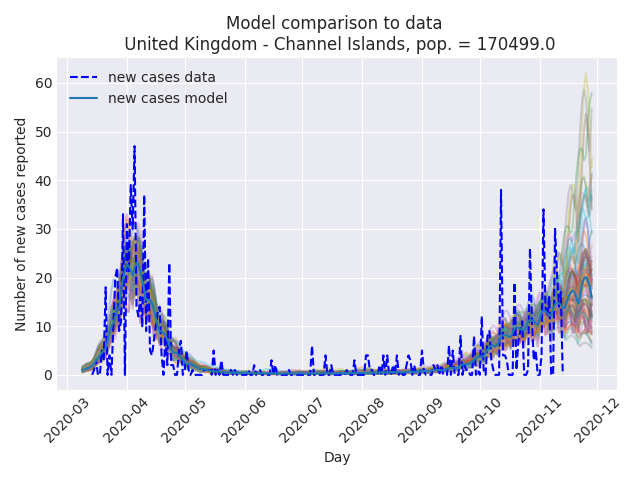 Model comparison to data
United Kingdom - Channel Islands, pop. = 170499.0
new cases data
new cases model
Number of new cases reported
60
50
40
30
20
10
0
2020-03
2020-04
2020-05
2020-06
2020-07
2020-08
2020-09
2020-10
2020-11
2020-12
Day